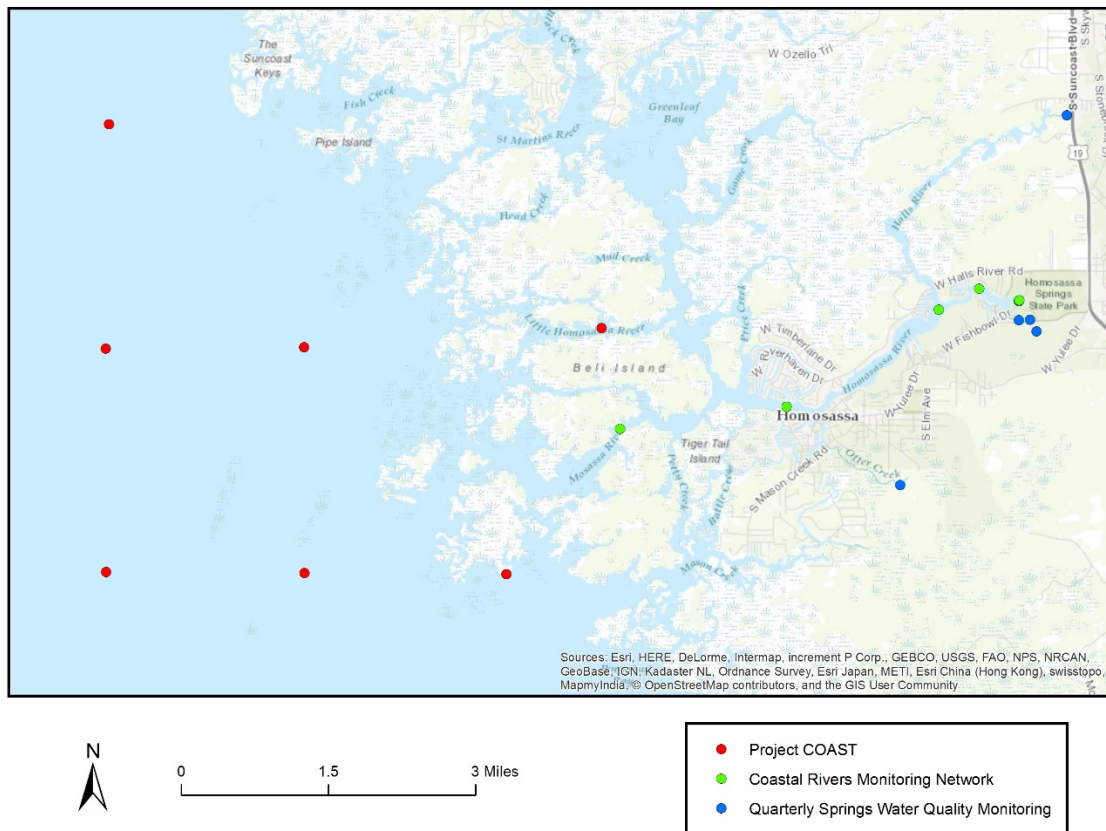 The
Suncoast
Keys
Fish Creek
Pipe Island
St Martins River
Greenleaf
Bay
W Ozello Trl
S Suncoast Blvd
19
Game Creek
Head Creek
Halls River
Mud Creek
W Halls River Rd
Homosassa
Springs
State Park
Little Homosassa River
Price Creek
W Timberlane Dr
W Riverhaven Dr
Homosassa River
W Fishbowl Dr
W Yulee Dr
Bell Island
W Yulee Dr
S Elm Ave
Homosassa
Mosassa River
Tiger Tail
Island
Petty Creek
Battle Creek
S Mason Creek Rd
Otter Creek
Mason Creek
Sources: Esri, HERE, DeLorme, Intermap, increment P Corp., GEBCO, USGS, FAO, NPS, NRCAN,
GeoBase, IGN, Kadaster NL, Ordnance Survey, Esri Japan, METI, Esri China (Hong Kong), swisstopo,
MapmyIndia, © OpenStreetMap contributors, and the GIS User Community
N
0 1.5 3 Miles
Project COAST
Coastal Rivers Monitoring Network
Quarterly Springs Water Quality Monitoring